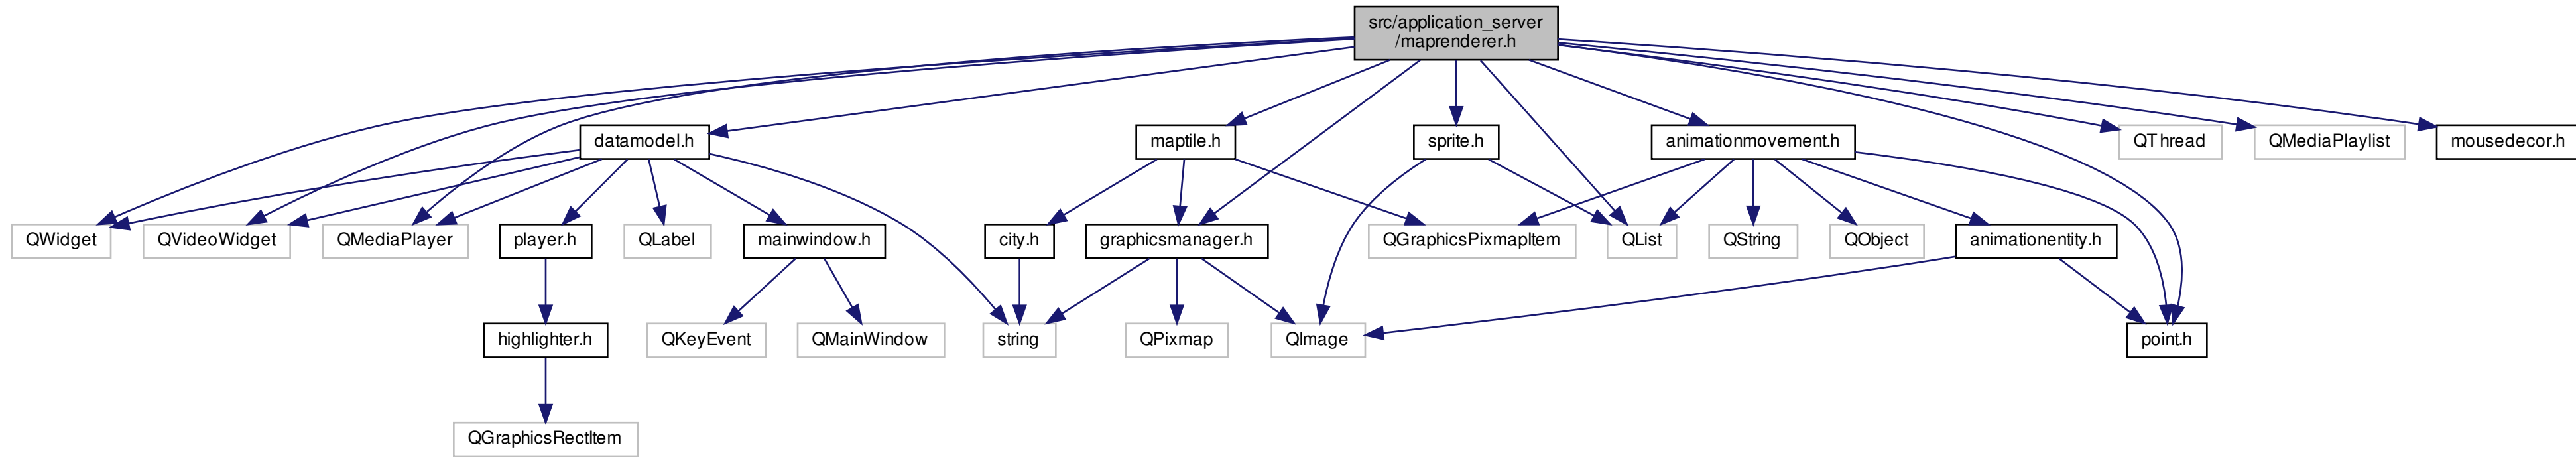 src/application_server
/maprenderer.h
datamodel.h
maptile.h
sprite.h
animationmovement.h
QThread
QMediaPlaylist
mousedecor.h
QWidget
QVideoWidget
QMediaPlayer
player.h
QLabel
mainwindow.h
city.h
graphicsmanager.h
QGraphicsPixmapItem
QList
QString
QObject
animationentity.h
highlighter.h
QKeyEvent
QMainWindow
string
QPixmap
QImage
point.h
QGraphicsRectItem